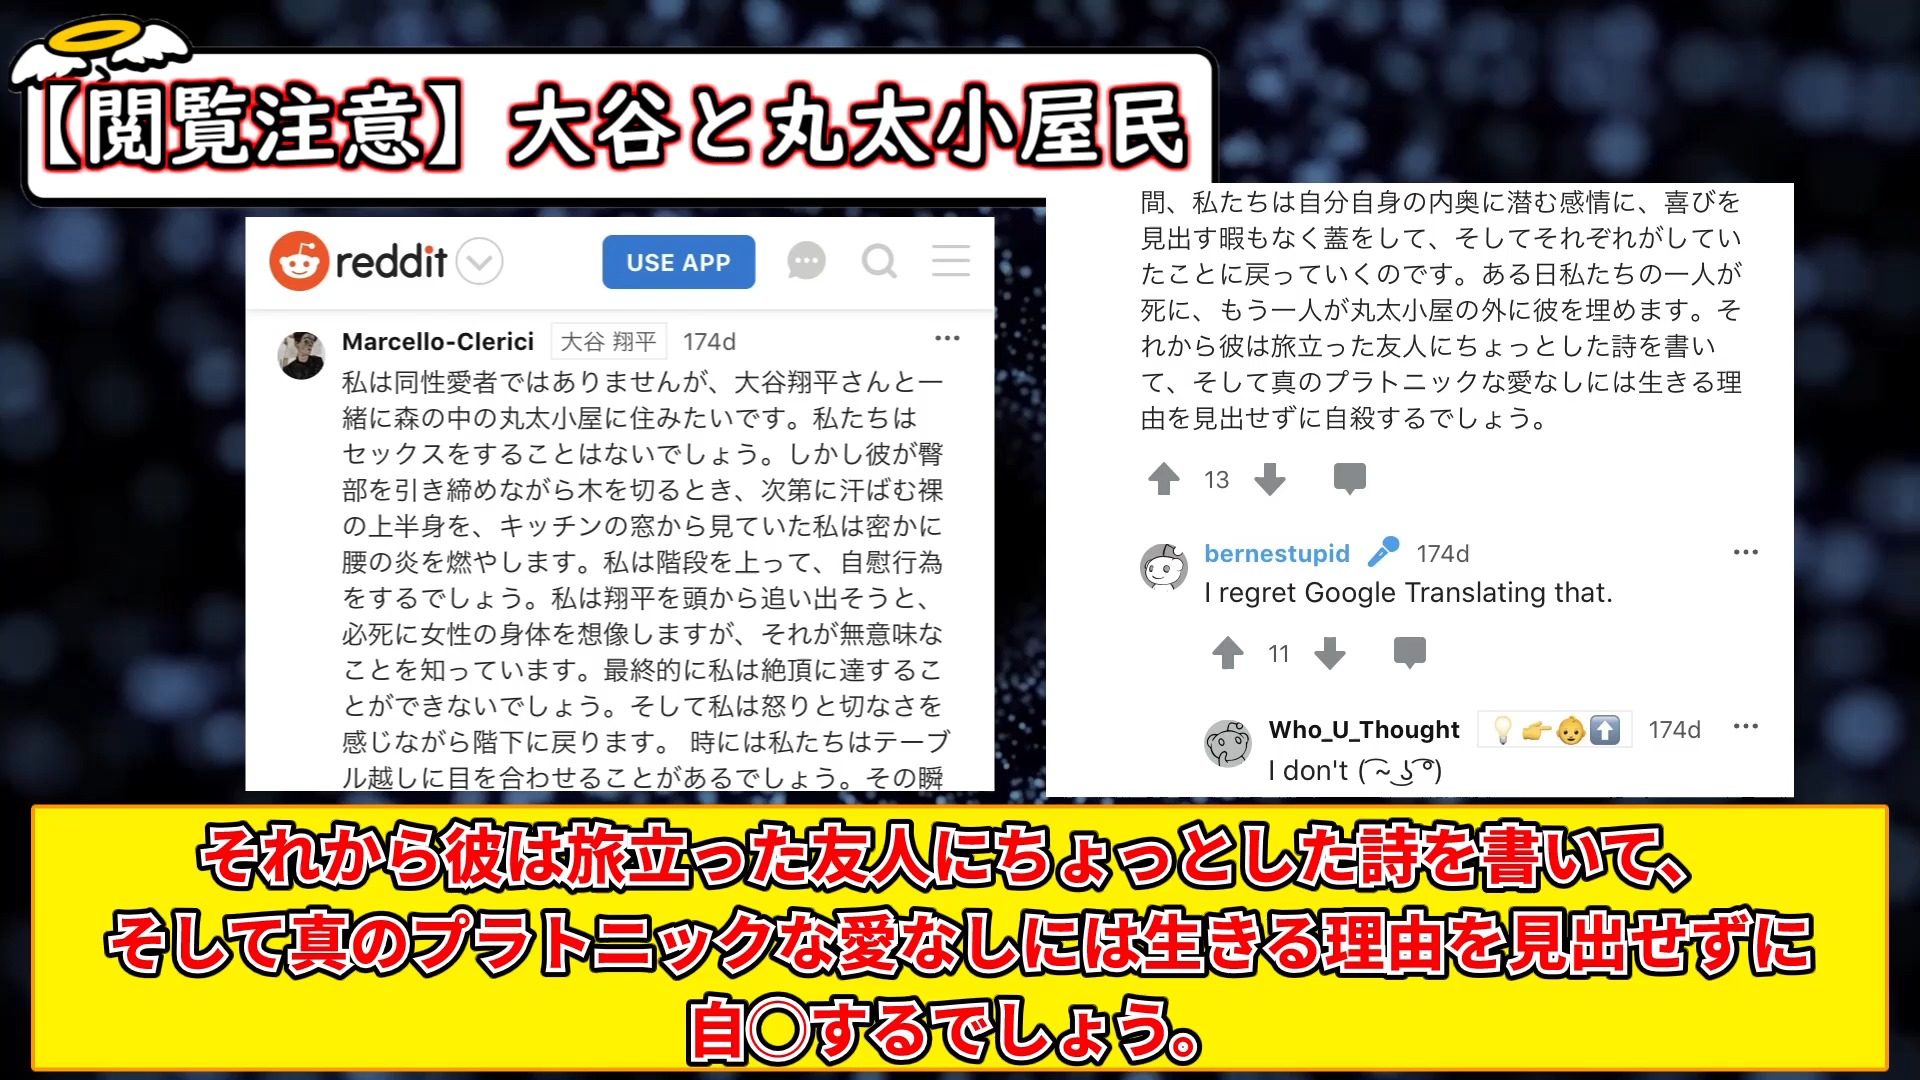 【閲覧注意】大谷と丸太小屋民
reddit
USE APP
Marcello-Clerici 大谷 翔平 174d
私は同性愛者ではありませんが、大谷翔平さんと一
緒に森の中の丸太小屋に住みたいです。私たちは
セックスをすることはないでしょう。しかし彼が臀
部を引き締めながら木を切るとき、次第に汗ばむ裸
の上半身を、キッチンの窓から見ていた私は密かに
腰の炎を燃やします。私は階段を上って、自慰行為
をするでしょう。私は翔平を頭から追い出そうと、
必死に女性の身体を想像しますが、それが無意味な
ことを知っています。最終的に私は絶頂に達するこ
とができないでしょう。そして私は怒りと切なさを
感じながら階下に戻ります。 時には私たちはテーブ
ル越しに目を合わせることがあるでしょう。その瞬
間、私たちは自分自身の内奥に潜む感情に、喜びを
見出す暇もなく蓋をして、そしてそれぞれがしてい
たことに戻っていくのです。ある日私たちの一人が
死に、もう一人が丸太小屋の外に彼を埋めます。そ
れから彼は旅立った友人にちょっとした詩を書い
て、そして真のプラトニックな愛なしには生きる理
由を見出せずに自殺するでしょう。
13
bernestupid 174d
I regret Google Translating that.
11
Who_U_Thought 💡👉👶⬆️ 174d
I don't ( ͡~ ͜ʖ ͡°)
それから彼は旅立った友人にちょっとした詩を書いて、
そして真のプラトニックな愛なしには生きる理由を見出せずに
自○するでしょう。